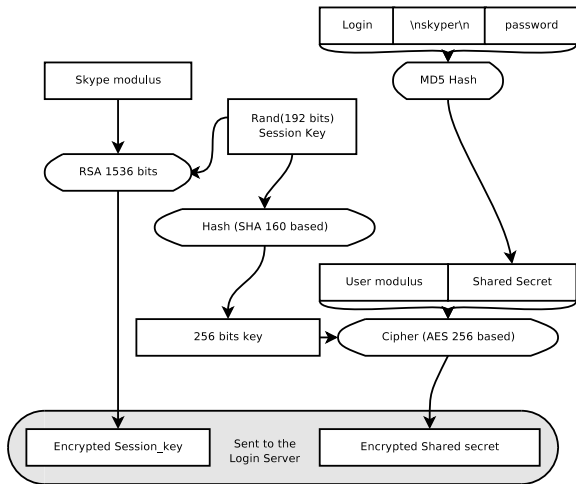 Login
\nskyper\n
password
Skype modulus
MD5 Hash
Rand(192 bits)
Session Key
RSA 1536 bits
Hash (SHA 160 based)
User modulus
Shared Secret
256 bits key
Cipher (AES 256 based)
Encrypted Session_key
Sent to the
Login Server
Encrypted Shared secret